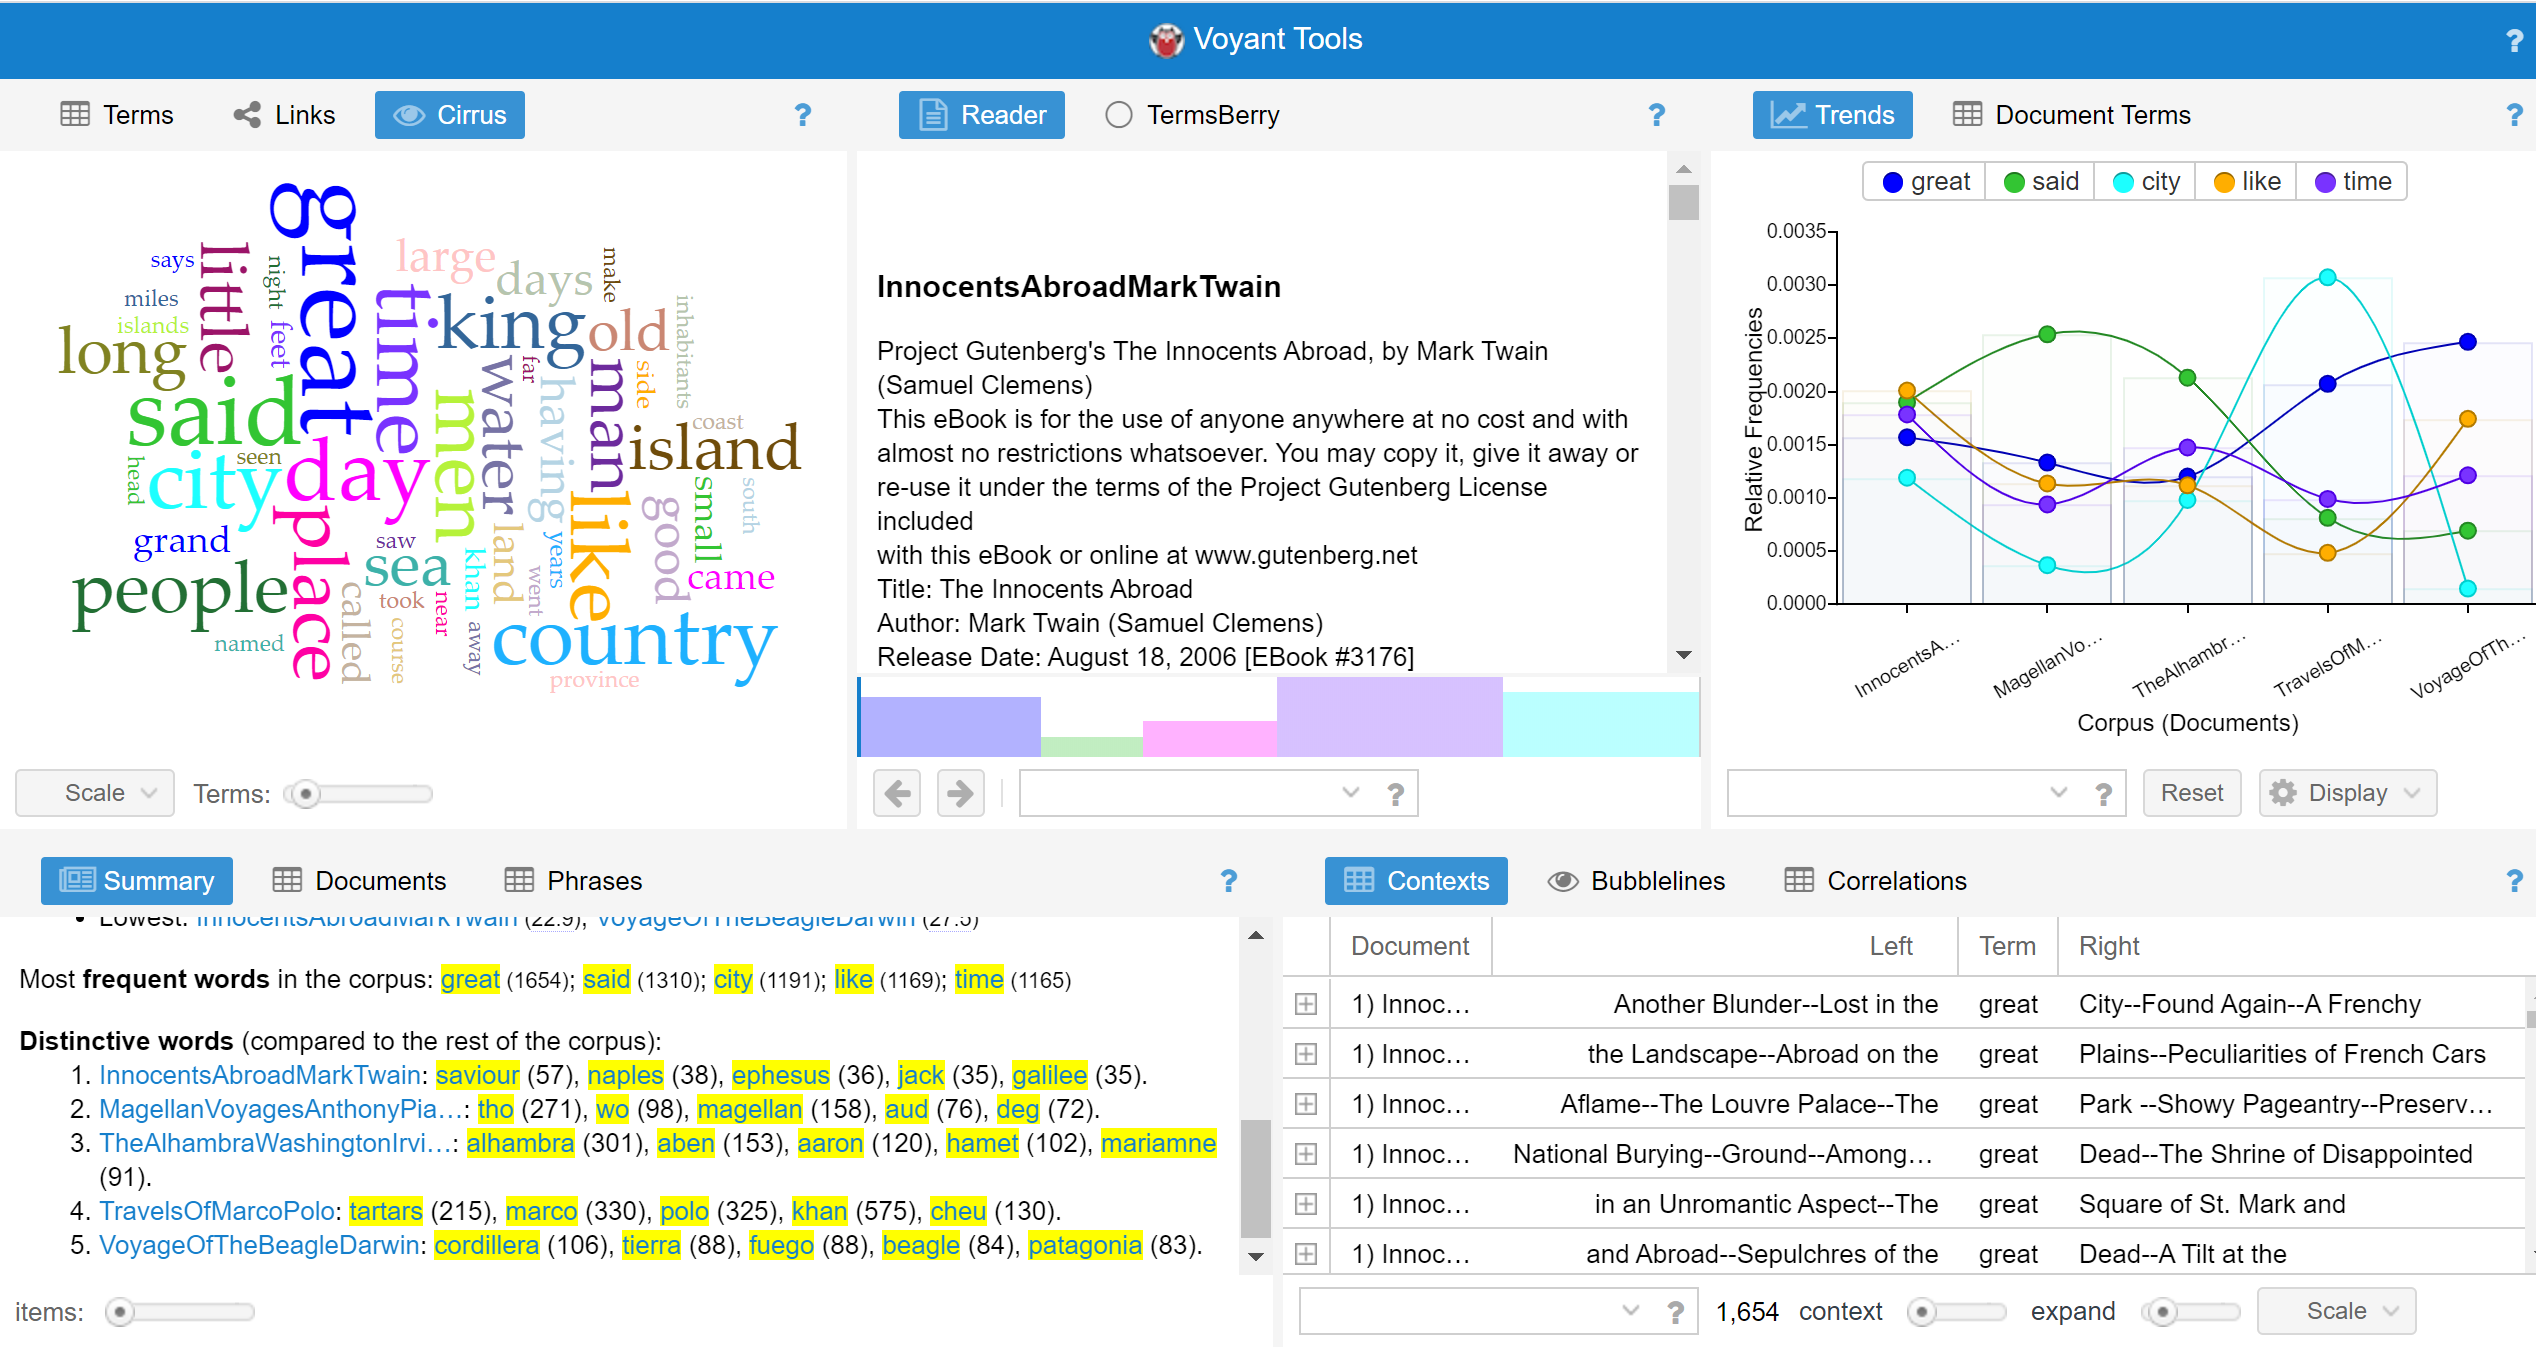 Voyant Tools
?
Terms Links Cirrus ?
Reader TermsBerry ?
Trends Document Terms ?
great
says
little
night
large
days
make
miles
islands
feet
time
king
old
inhabitants
long
far
side
said
men
water
having
man
coast
island
seen
head
city
day
south
small
like
good
grand
place
saw
sea
khan
land
years
came
people
called
took
near
went
named
course
away
country
province
Scale Terms:
InnocentsAbroadMarkTwain
Project Gutenberg's The Innocents Abroad, by Mark Twain
(Samuel Clemens)
This eBook is for the use of anyone anywhere at no cost and with
almost no restrictions whatsoever. You may copy it, give it away or
re-use it under the terms of the Project Gutenberg License
included
with this eBook or online at www.gutenberg.net
Title: The Innocents Abroad
Author: Mark Twain (Samuel Clemens)
Release Date: August 18, 2006 [EBook #3176]
?
great said city like time
0.0035
0.0030
0.0025
0.0020
0.0015
0.0010
0.0005
0.0000
Relative Frequencies
InnocentsA...
MagellanVo...
TheAlhambr...
TravelsOfM...
VoyageOfTh...
Corpus (Documents)
? Reset Display
Summary Documents Phrases ?
Lowest: InnocentsAbroadMarkTwain (22.9); VoyageOfTheBeagleDarwin (27.5)
Most frequent words in the corpus: great (1654); said (1310); city (1191); like (1169); time (1165)
Distinctive words (compared to the rest of the corpus):
1. InnocentsAbroadMarkTwain: saviour (57), naples (38), ephesus (36), jack (35), galilee (35).
2. MagellanVoyagesAnthonyPia...: tho (271), wo (98), magellan (158), aud (76), deg (72).
3. TheAlhambraWashingtonIrvi...: alhambra (301), aben (153), aaron (120), hamet (102), mariamne
(91).
4. TravelsOfMarcoPolo: tartars (215), marco (330), polo (325), khan (575), cheu (130).
5. VoyageOfTheBeagleDarwin: cordillera (106), tierra (88), fuego (88), beagle (84), patagonia (83).
items:
Contexts Bubblelines Correlations ?
Document Left Term Right
1) Innoc... Another Blunder--Lost in the great City--Found Again--A Frenchy
1) Innoc... the Landscape--Abroad on the great Plains--Peculiarities of French Cars
1) Innoc... Aflame--The Louvre Palace--The great Park --Showy Pageantry--Preserv...
1) Innoc... National Burying--Ground--Among... great Dead--The Shrine of Disappointed
1) Innoc... in an Unromantic Aspect--The great Square of St. Mark and
1) Innoc... and Abroad--Sepulchres of the great Dead--A Tilt at the
? 1,654 context expand Scale